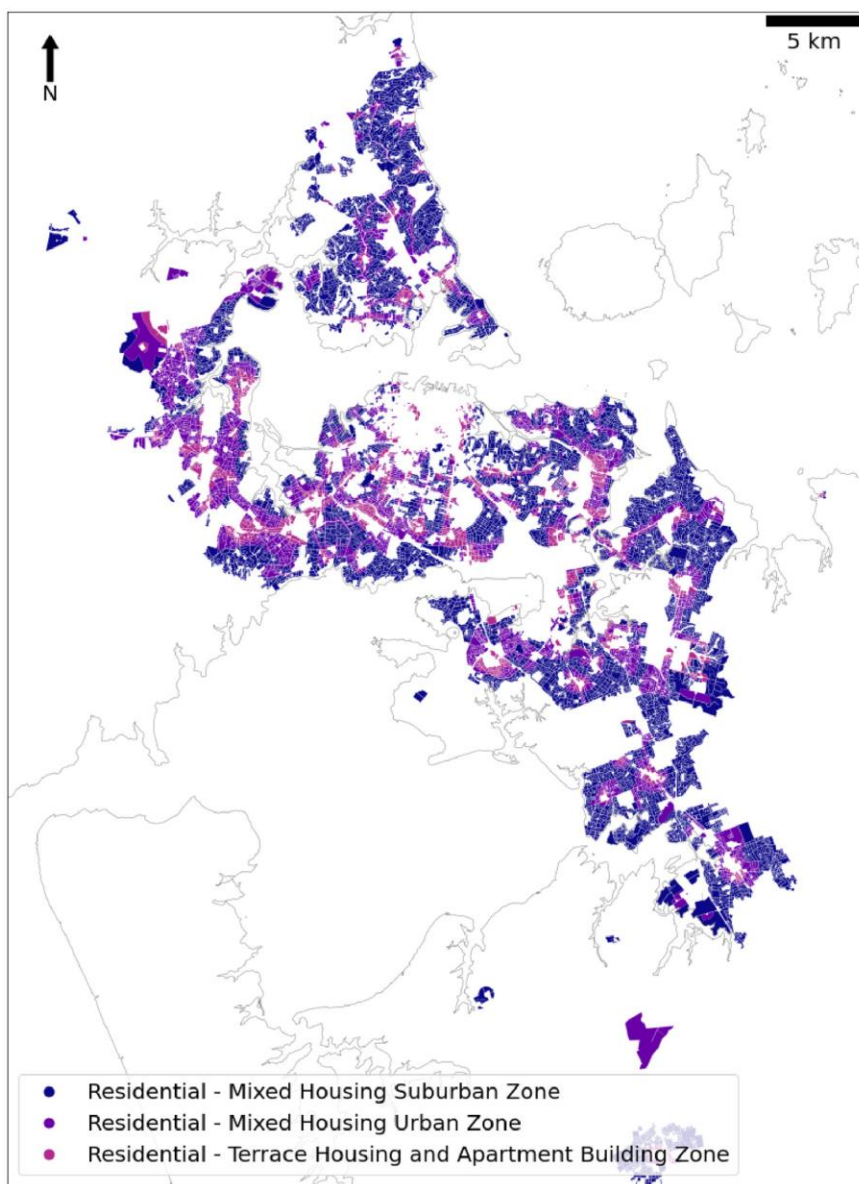 5 km
N
Residential - Mixed Housing Suburban Zone
Residential - Mixed Housing Urban Zone
Residential - Terrace Housing and Apartment Building Zone